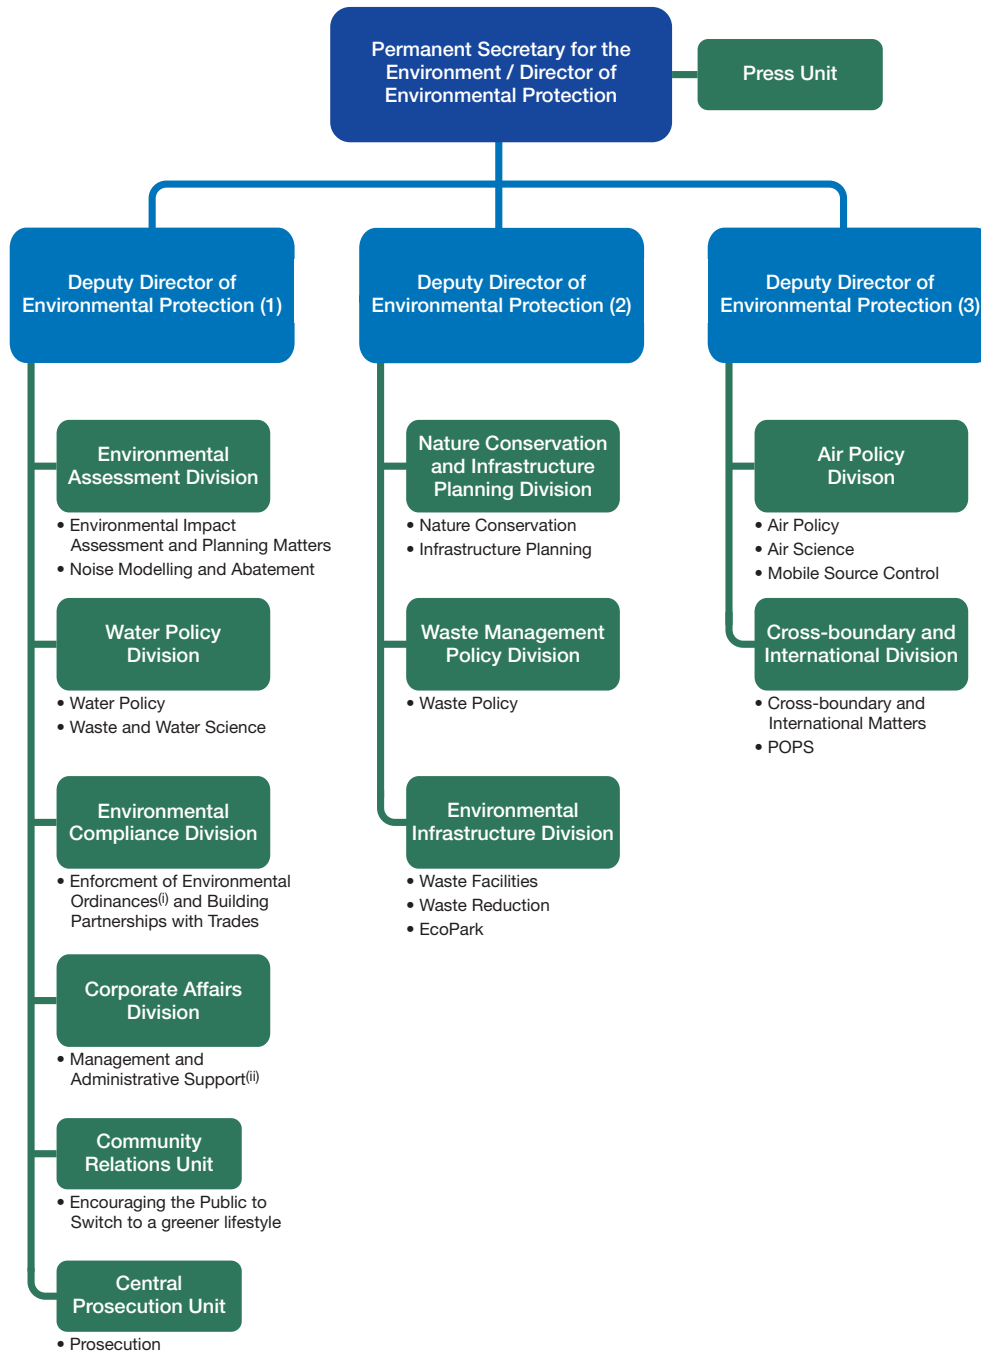 Permanent Secretary for the
Environment / Director of
Environmental Protection
Press Unit
Deputy Director of
Environmental Protection (1)
Environmental
Assessment Division
• Environmental Impact
Assessment and Planning Matters
• Noise Modelling and Abatement
Water Policy
Division
• Water Policy
• Waste and Water Science
Environmental
Compliance Division
• Enforcment of Environmental
Ordinances(i) and Building
Partnerships with Trades
Corporate Affairs
Division
• Management and
Administrative Support(ii)
Community
Relations Unit
• Encouraging the Public to
Switch to a greener lifestyle
Central
Prosecution Unit
• Prosecution
Deputy Director of
Environmental Protection (2)
Nature Conservation
and Infrastructure
Planning Division
• Nature Conservation
• Infrastructure Planning
Waste Management
Policy Division
• Waste Policy
Environmental
Infrastructure Division
• Waste Facilities
• Waste Reduction
• EcoPark
Deputy Director of
Environmental Protection (3)
Air Policy
Divison
• Air Policy
• Air Science
• Mobile Source Control
Cross-boundary and
International Division
• Cross-boundary and
International Matters
• POPS